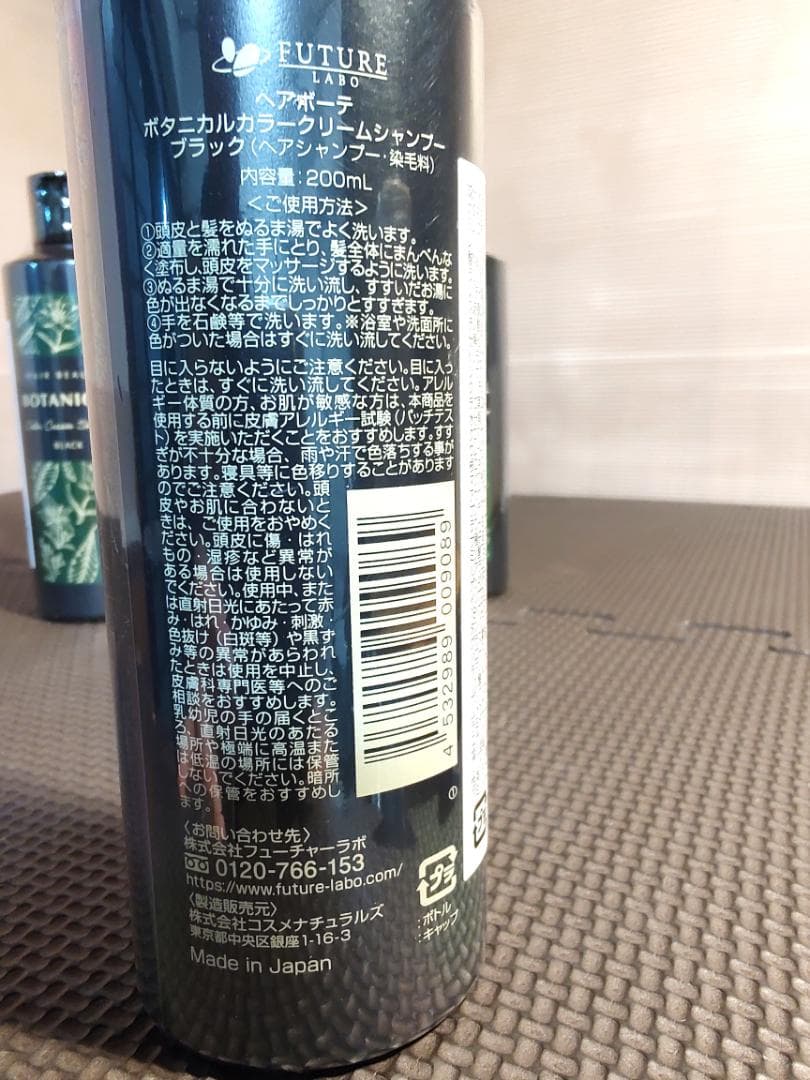 FUTURE
LABO
ヘアボーテ
ボタニカルカラークリームシャンプー
ブラック(ヘアシャンプー・染毛料)
内容量:200mL
<ご使用方法>
①頭皮と髪をぬるま湯でよく洗います。
②適量を濡れた手にとり、髪全体にまんべんな
く塗布し、頭皮をマッサージするように洗います。
③ぬるま湯で十分に洗い流し、すすいだお湯に
色が出なくなるまでしっかりとすすぎます。
④手を石鹸等で洗います。※浴室や洗面所に
色がついた場合はすぐに洗い流してください。
目に入らないようにご注意ください。目に入っ
たときは、すぐに洗い流してください。アレル
ギー体質の方、お肌が敏感な方は、本商品を
使用する前に皮膚アレルギー試験(パッチテス
ト)を実施いただくことをおすすめします。すす
ぎが不十分な場合、雨や汗で色落ちする事が
あります。寝具等に色移りすることがあります
のでご注意ください。頭
皮やお肌に合わないと
きは、ご使用をおやめく
ださい。頭皮に傷・はれ
もの・湿疹など異常が
ある場合は使用しない
でください。使用中、また
は直射日光にあたって赤
み・はれ・かゆみ・刺激・
色抜け(白斑等)や黒ず
み等の異常があらわれ
たときは使用を中止し、
皮膚科専門医等へのご
相談をおすすめします。
乳幼児の手の届くとこ
ろ、直射日光のあたる
場所や極端に高温また
は低温の場所には保管
しないでください。暗所
への保管をおすすめし
ます。
4 532989 009089
①
<お問い合わせ先>
株式会社フューチャーラボ
0120-766-153
https://www.future-labo.com/
<製造販売元>
株式会社コスメナチュラルズ
東京都中央区銀座1-16-3
Made in Japan
プラ
:ボトル
:キャップ
BOTANIC
BLACK